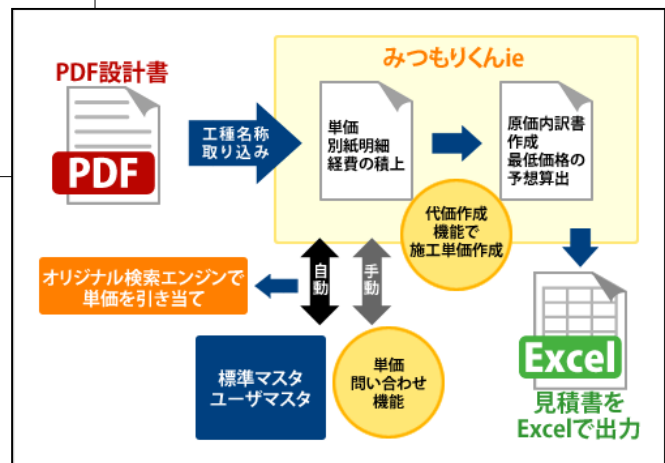 みつもりくんie
PDF設計書
PDF
工種名称
取り込み
単価
別紙明細
経費の積上
原価内訳書
作成
最低価格の
予想算出
代価作成
機能で
施工単価作成
自動
手動
オリジナル検索エンジンで
単価を引き当て
標準マスタ
ユーザマスタ
単価
問い合わせ
機能
Excel
見積書を
Excelで出力